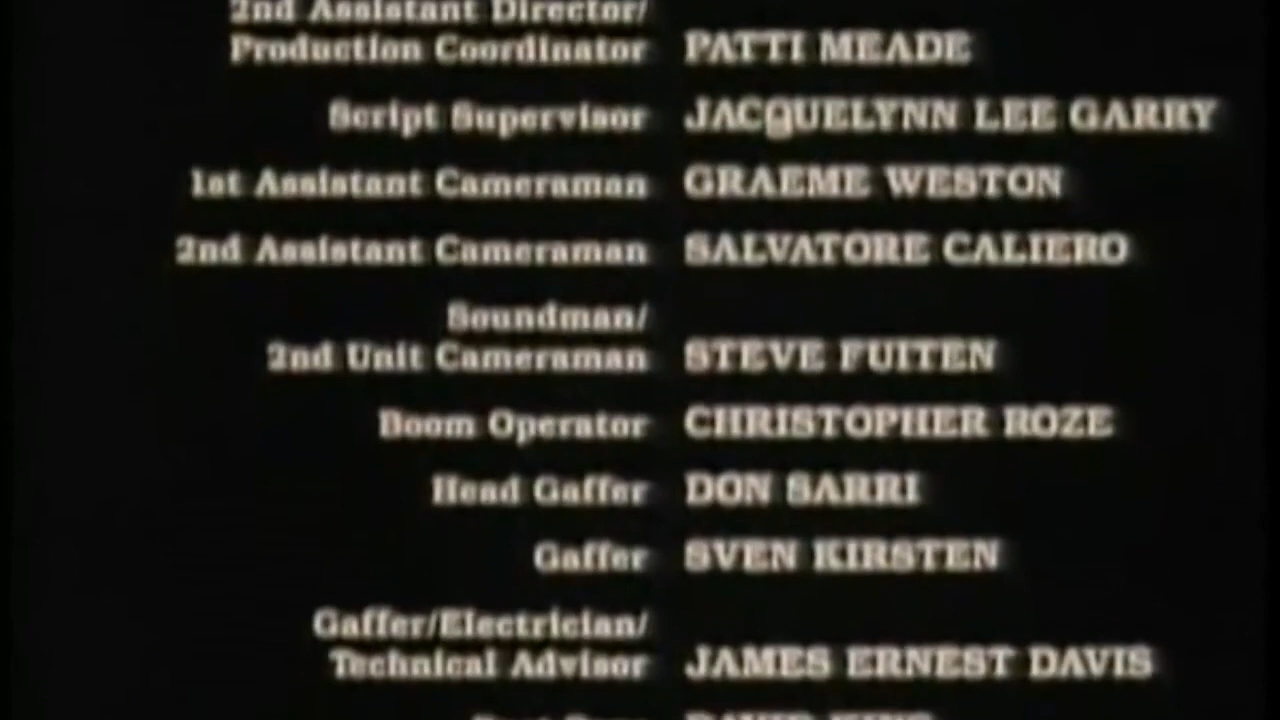 2nd Assistant Director/
Production Coordinator PATTI MEADE
Script Supervisor JACQUELYNN LEE GARRY
1st Assistant Cameraman GRAEME WESTON
2nd Assistant Cameraman SALVATORE CALIERO
Soundman/
2nd Unit Cameraman STEVE FUITEN
Boom Operator CHRISTOPHER ROZE
Head Gaffer DON SARRI
Gaffer SVEN KIRSTEN
Gaffer/Electrician/
Technical Advisor JAMES ERNEST DAVIS
DAVID